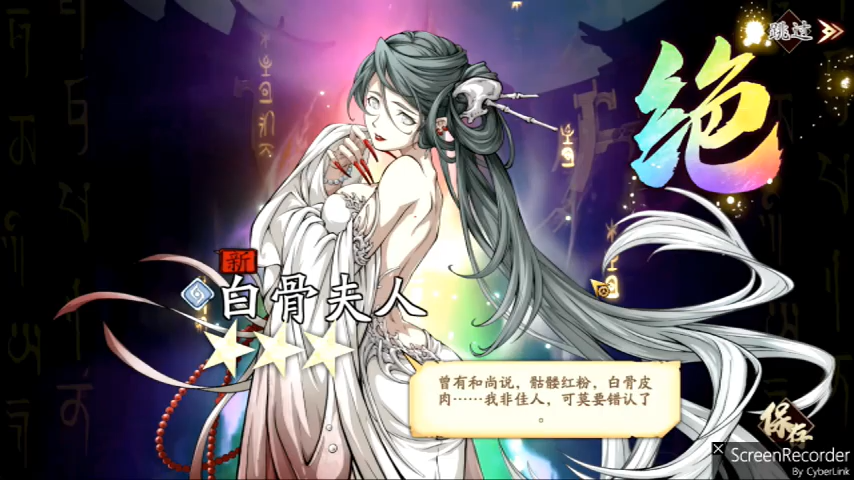 跳过
绝
新
白骨夫人
曾有和尚说，骷髅红粉，白骨皮
肉……我非佳人，可莫要错认了
。
保存
ScreenRecorder
By CyberLink